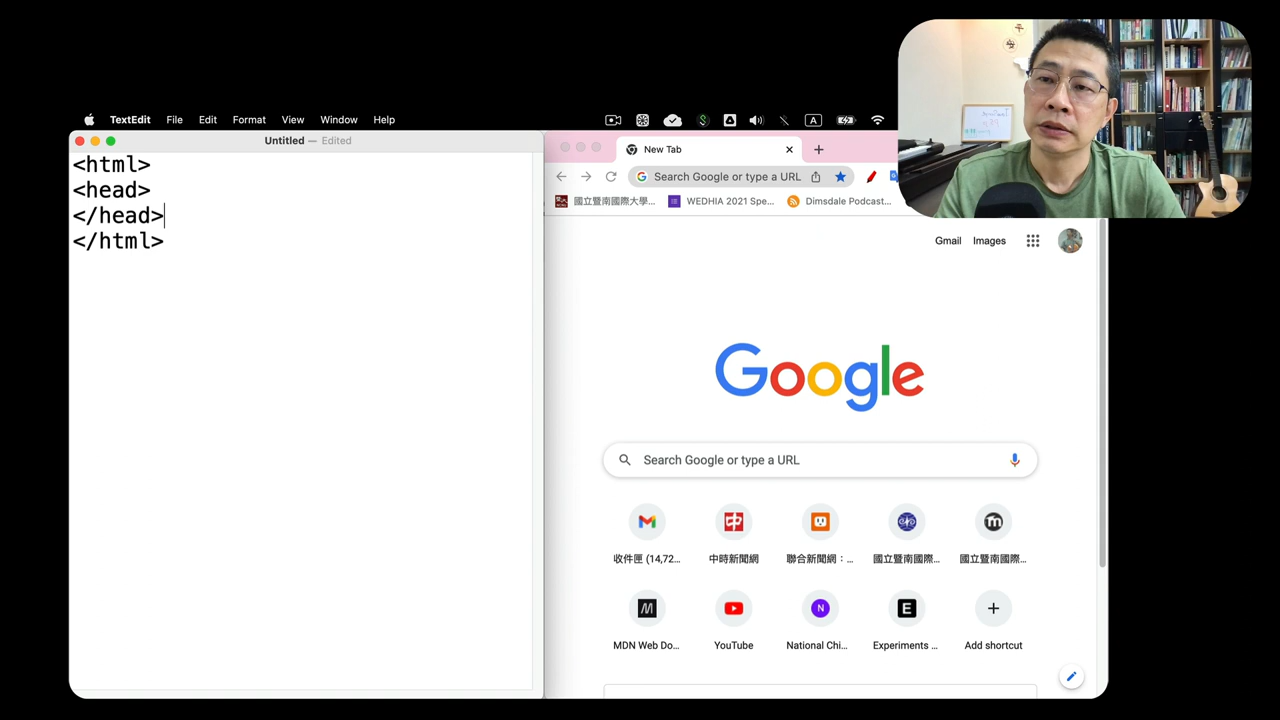 TextEdit File Edit Format View Window Help
A
Untitled — Edited
<html>
<head>
</head>
</html>
New Tab
Search Google or type a URL
國立暨南國際大學...
WEDHIA 2021 Spe...
Dimsdale Podcast...
Gmail Images
Google
Search Google or type a URL
收件匣 (14,72...
中時新聞網
聯合新聞網：...
國立暨南國際...
國立暨南國際...
MDN Web Do...
YouTube
N
National Chi...
E
Experiments ...
Add shortcut